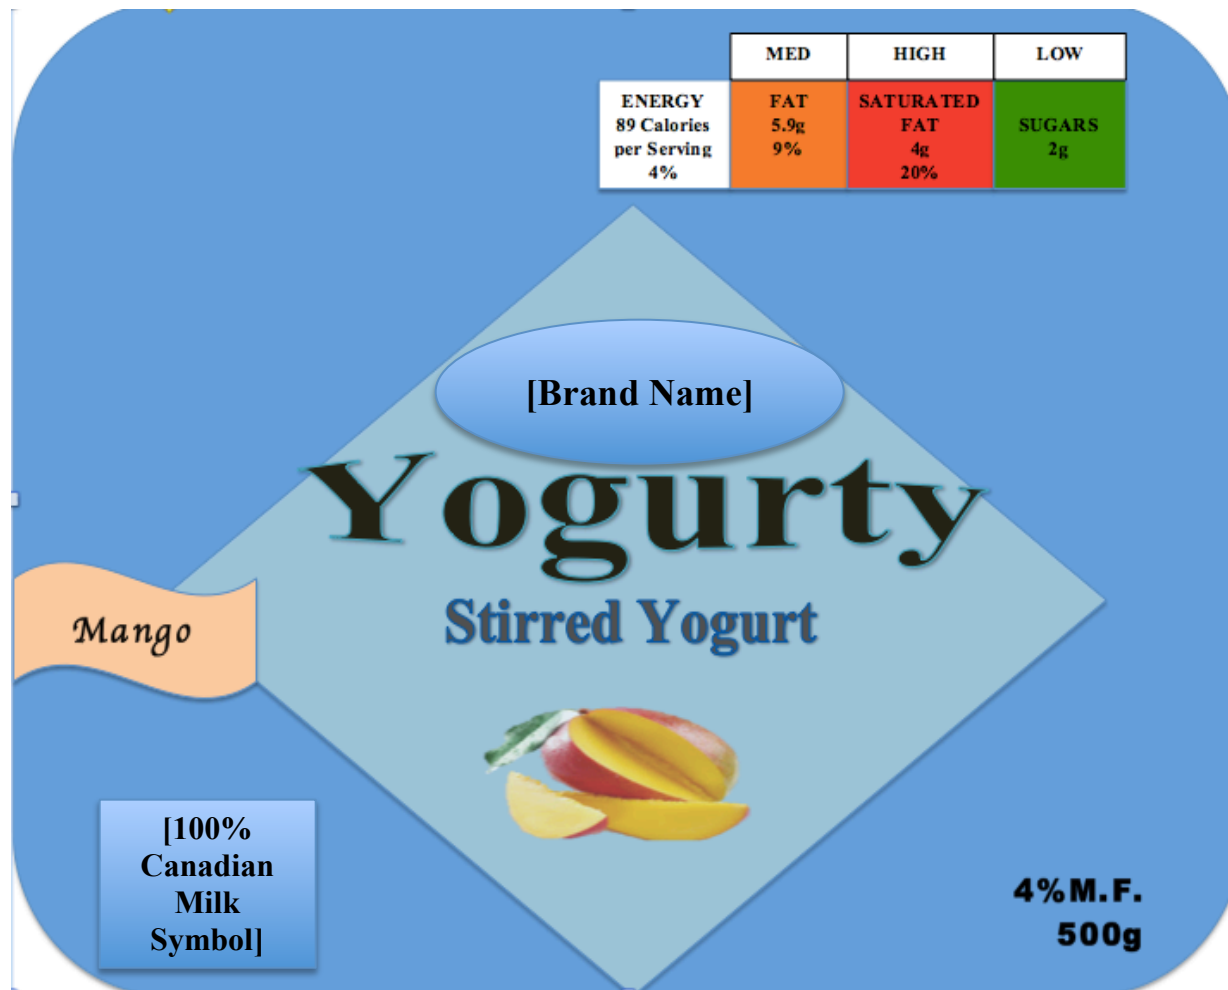 MED HIGH LOW
ENERGY
89 Calories
per Serving
4%
FAT
5.9g
9%
SATURATED
FAT
4g
20%
SUGARS
2g
[Brand Name]
Yogurty
Stirred Yogurt
Mango
[100%
Canadian
Milk
Symbol]
4%M.F.
500g